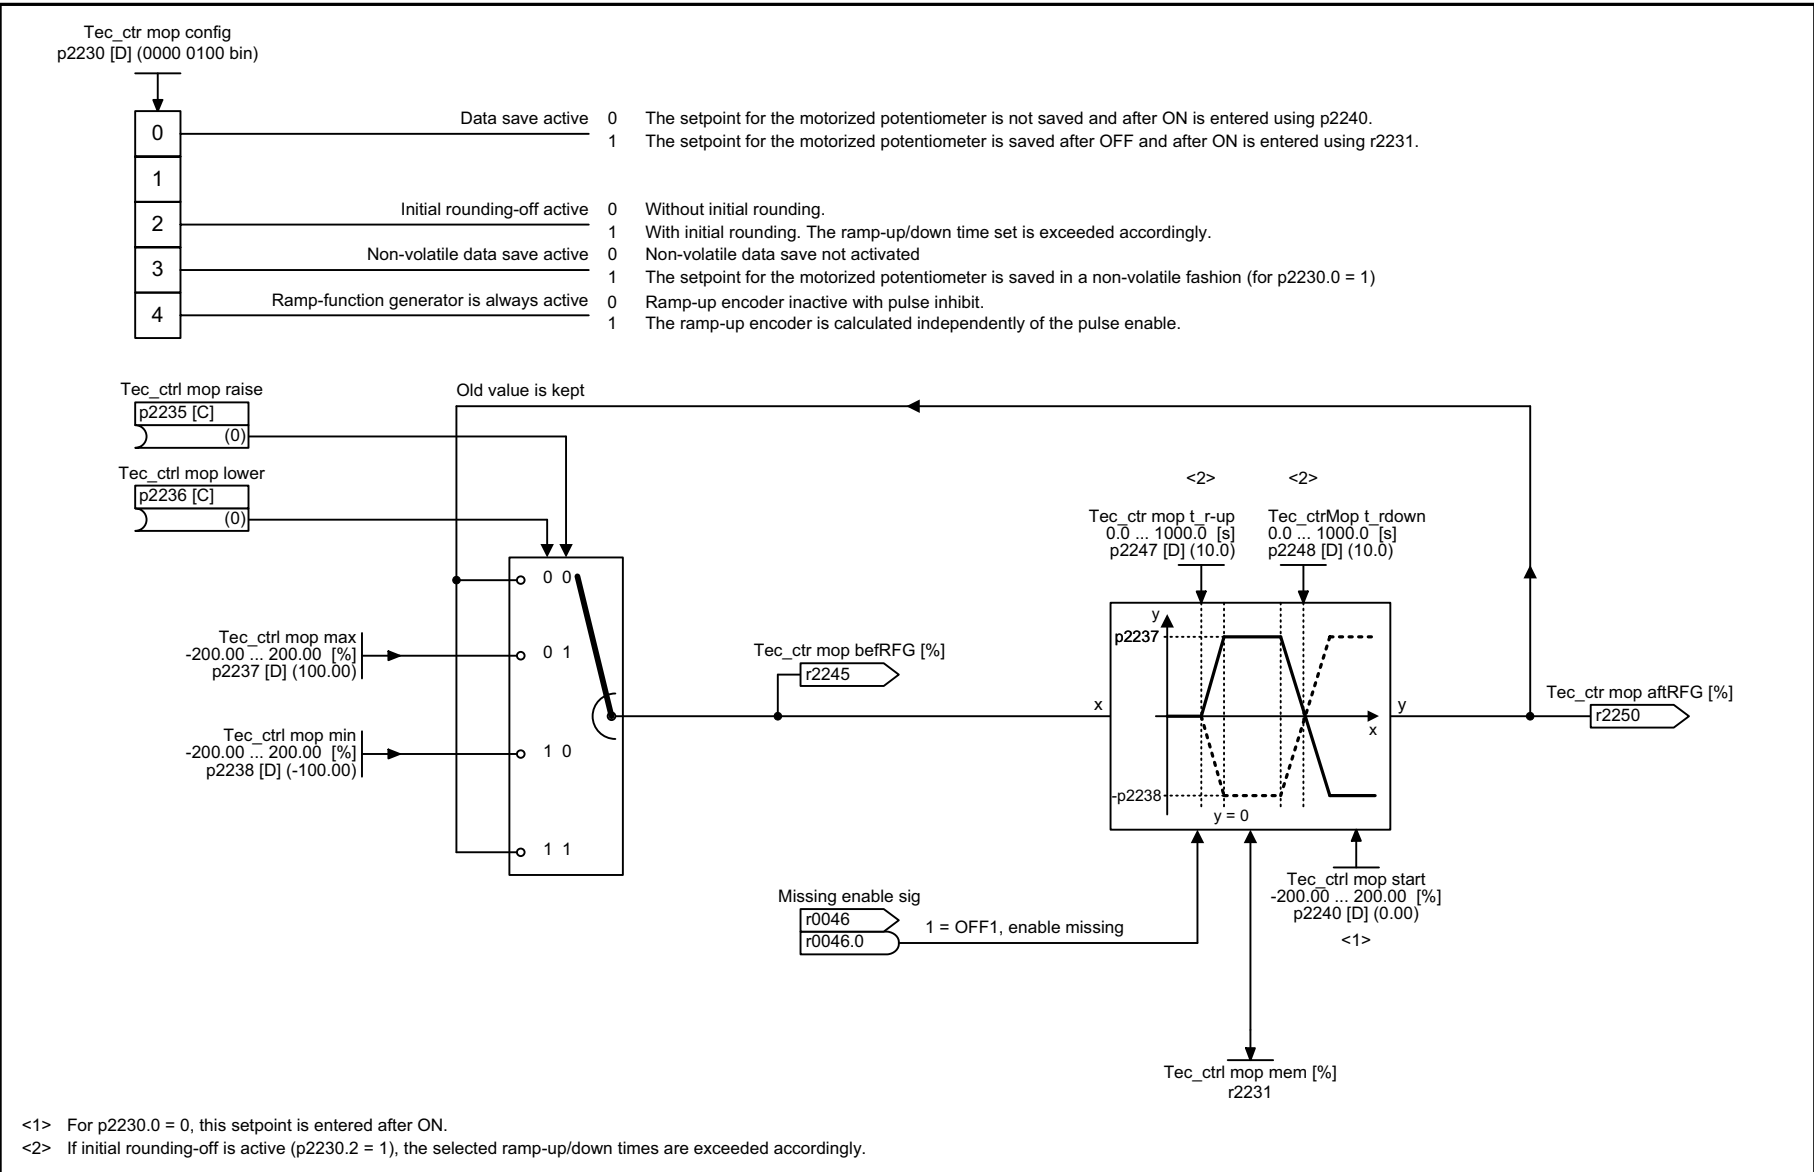 Tec_ctr mop config
p2230 [D] (0000 0100 bin)
0
Data save active 0 The setpoint for the motorized potentiometer is not saved and after ON is entered using p2240.
1 The setpoint for the motorized potentiometer is saved after OFF and after ON is entered using r2231.
1
2
Initial rounding-off active 0 Without initial rounding.
1 With initial rounding. The ramp-up/down time set is exceeded accordingly.
3
Non-volatile data save active 0 Non-volatile data save not activated
1 The setpoint for the motorized potentiometer is saved in a non-volatile fashion (for p2230.0 = 1)
4
Ramp-function generator is always active 0 Ramp-up encoder inactive with pulse inhibit.
1 The ramp-up encoder is calculated independently of the pulse enable.
Tec_ctrl mop raise
p2235 [C]
(0)
Old value is kept
Tec_ctrl mop lower
p2236 [C]
(0)
<2> <2>
Tec_ctr mop t_r-up
0.0 ... 1000.0 [s]
p2247 [D] (10.0)
Tec_ctrMop t_rdown
0.0 ... 1000.0 [s]
p2248 [D] (10.0)
0 0
Tec_ctrl mop max
-200.00 ... 200.00 [%]
p2237 [D] (100.00)
0 1
Tec_ctr mop befRFG [%]
r2245
Tec_ctrl mop min
-200.00 ... 200.00 [%]
p2238 [D] (-100.00)
1 0
1 1
x
y
p2237
x
-p2238
y = 0
y
Tec_ctr mop aftRFG [%]
r2250
Missing enable sig
r0046
r0046.0
1 = OFF1, enable missing
Tec_ctrl mop start
-200.00 ... 200.00 [%]
p2240 [D] (0.00)
<1>
Tec_ctrl mop mem [%]
r2231
<1> For p2230.0 = 0, this setpoint is entered after ON.
<2> If initial rounding-off is active (p2230.2 = 1), the selected ramp-up/down times are exceeded accordingly.